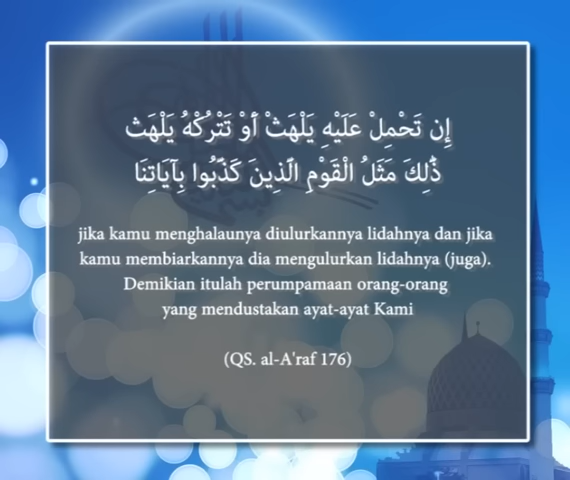 إِن تَحْمِلْ عَلَيْهِ يَلْهَثْ أَوْ تَتْرُكْهُ يَلْهَث
ذَٰلِكَ مَثَلُ الْقَوْمِ الَّذِينَ كَذَّبُوا بِآيَاتِنَا
jika kamu menghalaunya diulurkannya lidahnya dan jika
kamu membiarkannya dia mengulurkan lidahnya (juga).
Demikian itulah perumpamaan orang-orang
yang mendustakan ayat-ayat Kami
(QS. al-A'raf 176)